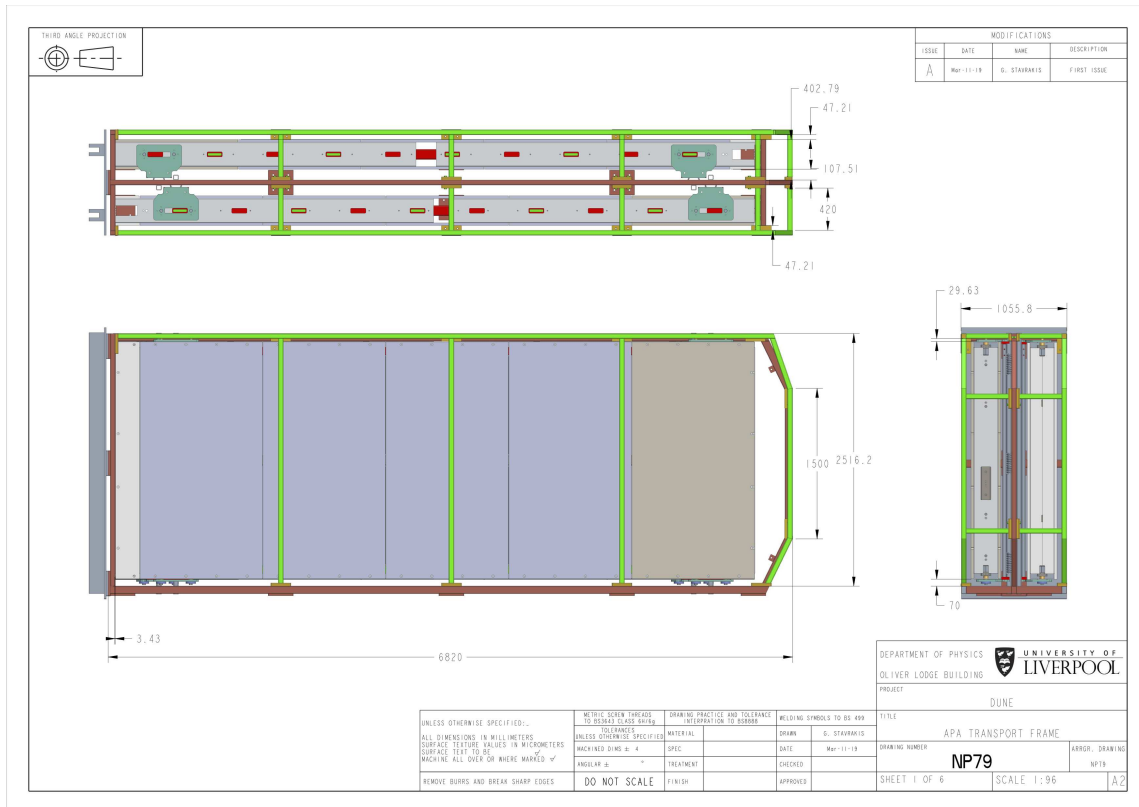 THIRD ANGLE PROJECTION
MODIFICATIONS
ISSUE DATE NAME DESCRIPTION
A Mar-11-19 G. STAVRAKIS FIRST ISSUE
402.79
47.21
107.51
420
47.21
29.63
1055.8
1500 2516.2
70
3.43
6820
DEPARTMENT OF PHYSICS
OLIVER LODGE BUILDING
UNIVERSITY OF
LIVERPOOL
PROJECT
DUNE
TITLE
APA TRANSPORT FRAME
DRAWING NUMBER
NP79
ARRGR. DRAWING
NP79
SHEET 1 OF 6
SCALE 1:96
A2
UNLESS OTHERWISE SPECIFIED:-
ALL DIMENSIONS IN MILLIMETERS
SURFACE TEXTURE VALUES IN MICROMETERS
SURFACE TEXT TO BE
MACHINE ALL OVER OR WHERE MARKED
REMOVE BURRS AND BREAK SHARP EDGES
METRIC SCREW THREADS
TO BS3643 CLASS 6H/6g
TOLERANCES
UNLESS OTHERWISE SPECIFIED
MACHINED DIMS ± 4
ANGULAR ± °
DO NOT SCALE
DRAWING PRACTICE AND TOLERANCE
INTERPRATION TO BS8888
MATERIAL
SPEC
TREATMENT
FINISH
WELDING SYMBOLS TO BS 499
DRAWN G. STAVRAKIS
DATE Mar-11-19
CHECKED
APPROVED